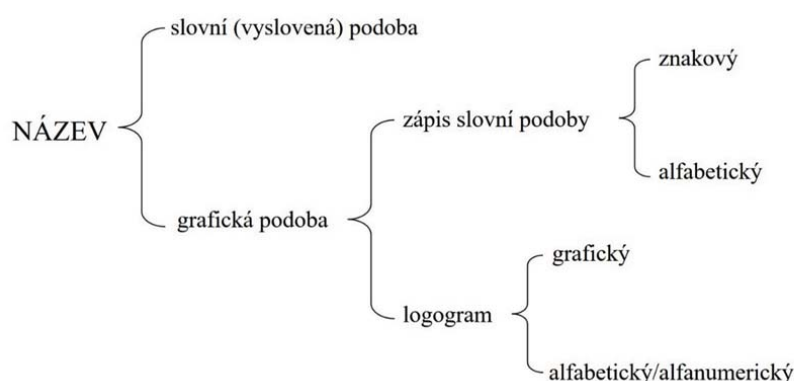 slovní (vyslovená) podoba
znakový
NÁZEV
zápis slovní podoby
alfabetický
grafická podoba
grafický
logogram
alfabetický/alfanumerický